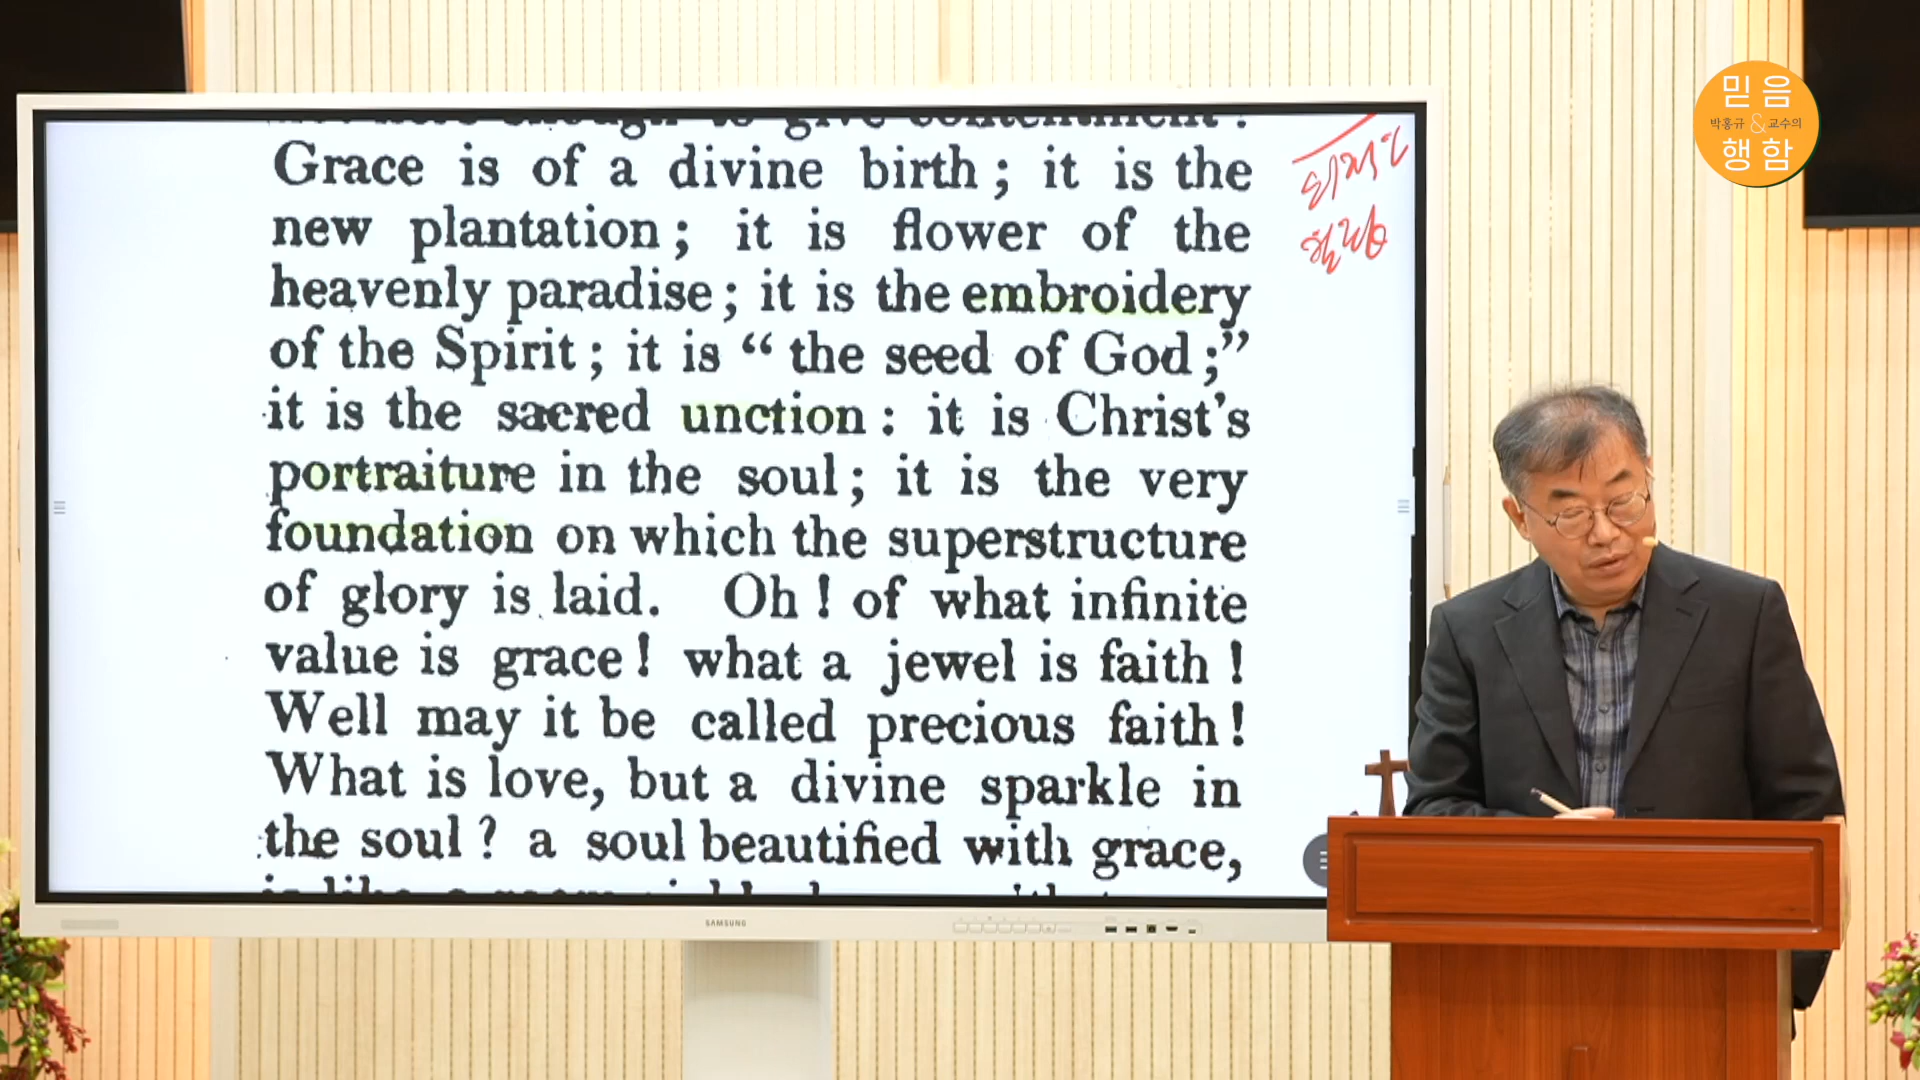 Grace is of a divine birth; it is the
new plantation; it is flower of the
heavenly paradise; it is the embroidery
of the Spirit; it is “the seed of God;”
it is the sacred unction: it is Christ's
portraiture in the soul; it is the very
foundation on which the superstructure
of glory is laid. Oh! of what infinite
value is grace! what a jewel is faith!
Well may it be called precious faith!
What is love, but a divine sparkle in
the soul? a soul beautified with grace,
SAMSUNG
믿음
박홍규 & 교수의
행함